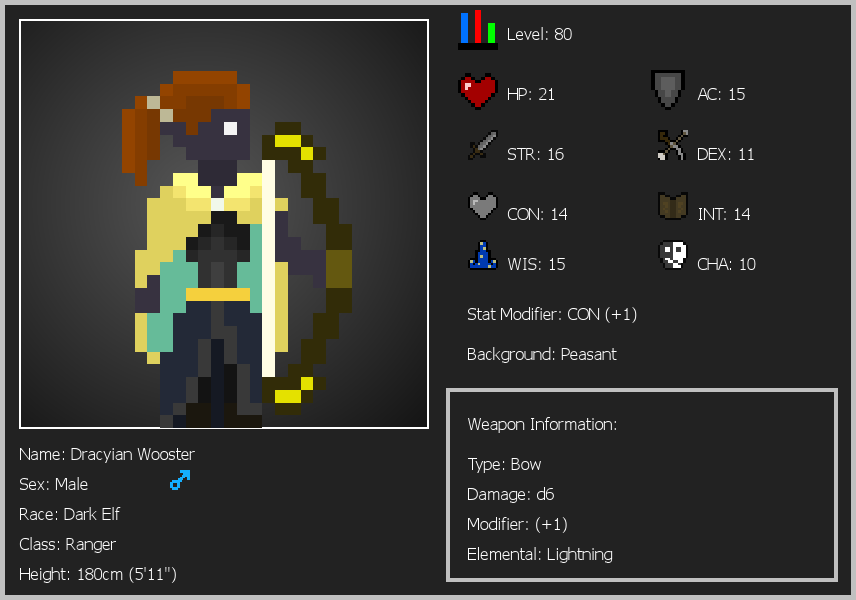 Level: 80
HP: 21
AC: 15
STR: 16
DEX: 11
CON: 14
INT: 14
WIS: 15
CHA: 10
Stat Modifier: CON (+1)
Background: Peasant
Weapon Information:
Type: Bow
Damage: d6
Modifier: (+1)
Elemental: Lightning
Name: Dracyian Wooster
Sex: Male
Race: Dark Elf
Class: Ranger
Height: 180cm (5'11")